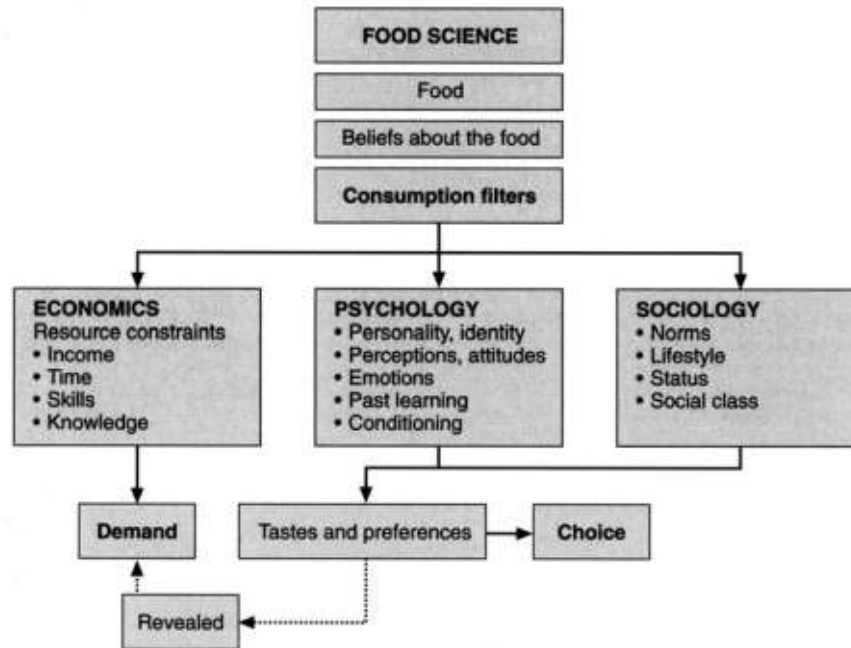 FOOD SCIENCE
Food
Beliefs about the food
Consumption filters
ECONOMICS
Resource constraints
• Income
• Time
• Skills
• Knowledge
PSYCHOLOGY
• Personality, identity
• Perceptions, attitudes
• Emotions
• Past learning
• Conditioning
SOCIOLOGY
• Norms
• Lifestyle
• Status
• Social class
Demand
Tastes and preferences
Choice
Revealed